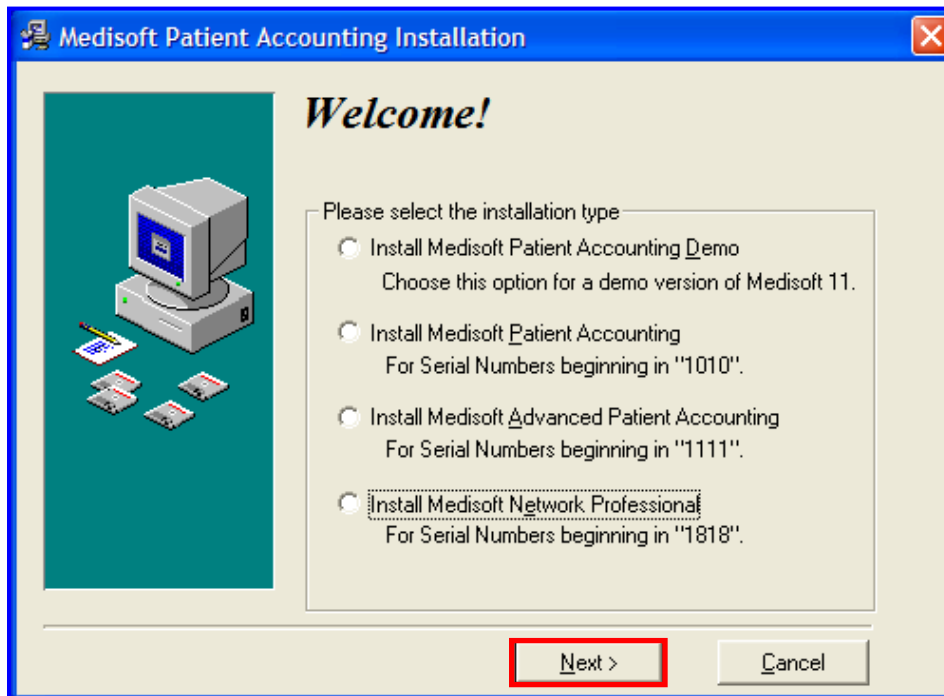 Medisoft Patient Accounting Installation
Welcome!
Please select the installation type
Install Medisoft Patient Accounting Demo
Choose this option for a demo version of Medisoft 11.
Install Medisoft Patient Accounting
For Serial Numbers beginning in "1010".
Install Medisoft Advanced Patient Accounting
For Serial Numbers beginning in "1111".
Install Medisoft Network Professional
For Serial Numbers beginning in "1818".
Next >
Cancel